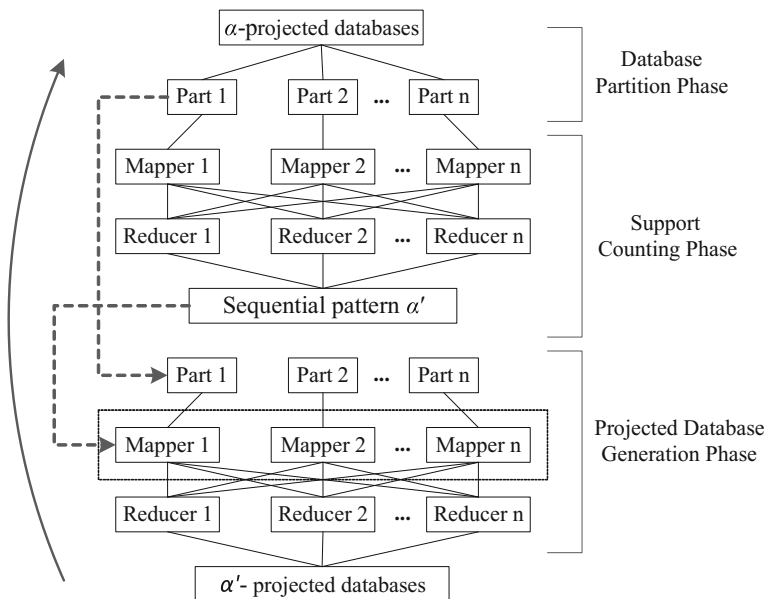 α-projected databases
Part 1 Part 2 ... Part n
Database
Partition Phase
Mapper 1 Mapper 2 ... Mapper n
Reducer 1 Reducer 2 ... Reducer n
Support
Counting Phase
Sequential pattern α′
Part 1 Part 2 ... Part n
Mapper 1 Mapper 2 ... Mapper n
Projected Database
Generation Phase
Reducer 1 Reducer 2 ... Reducer n
α′- projected databases